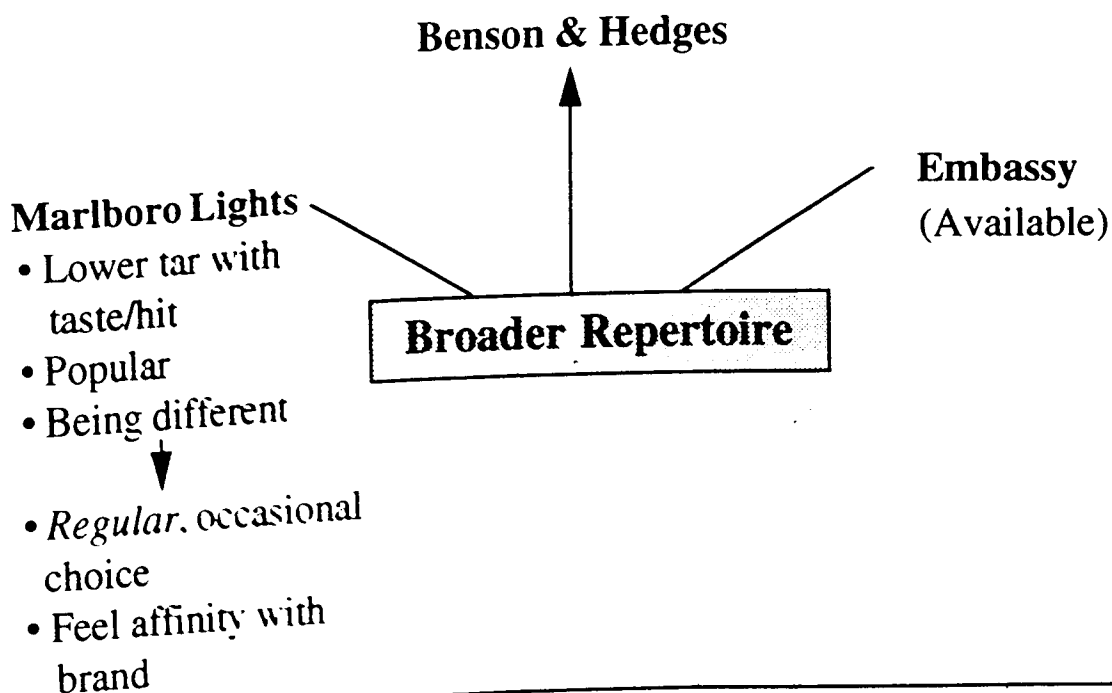 Benson & Hedges
Embassy
(Available)
Marlboro Lights
• Lower tar with
taste/hit
• Popular
• Being different
Broader Repertoire
• Regular, occasional
choice
• Feel affinity with
brand